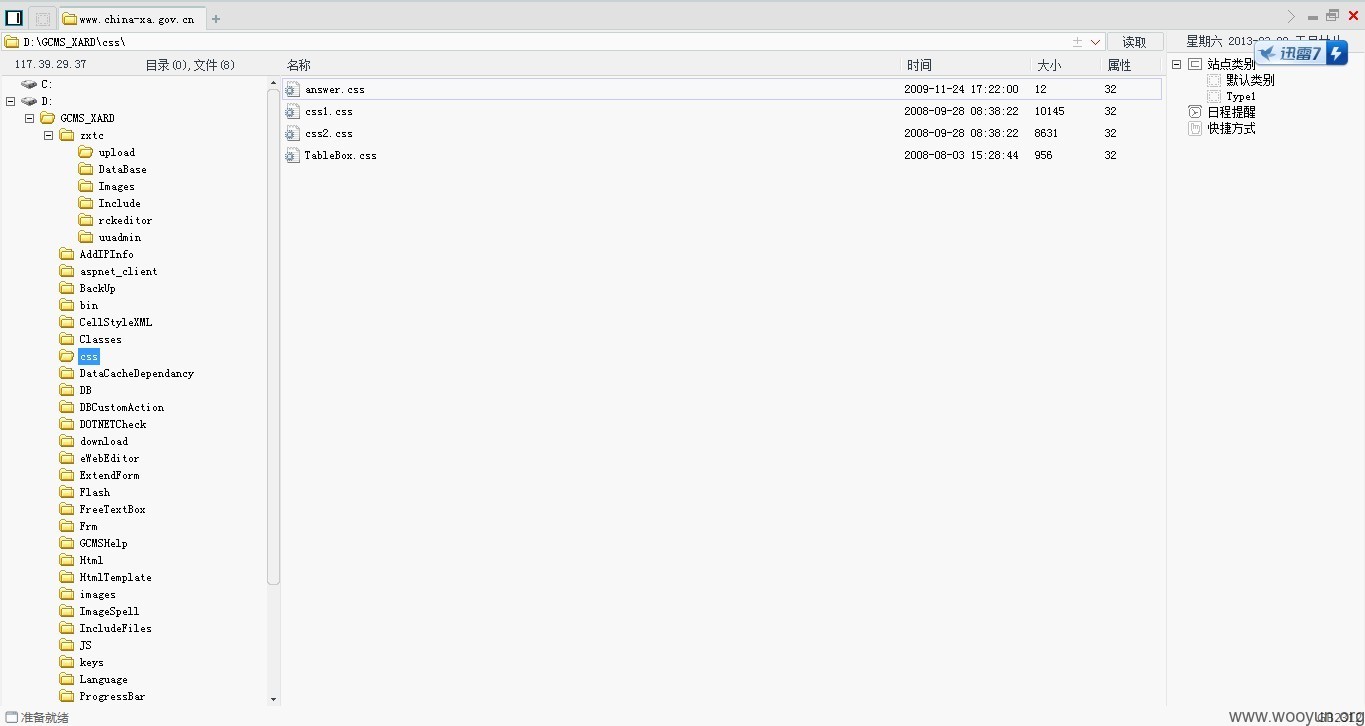 www.china-xa.gov.cn
D:\GCMS_XARD\css\
读取
星期六
迅雷7
117.39.29.37
目录(0),文件(8)
名称 时间 大小 属性
C:
D:
GCMS_XARD
zxtc
upload
DataBase
Images
Include
rckeditor
uuadmin
AddIPInfo
aspnet_client
BackUp
bin
CellStyleXML
Classes
css
DataCacheDependancy
DB
DBCustomAction
DOTNETCheck
download
eWebEditor
ExtendForm
Flash
FreeTextBox
Frm
GCMSHelp
Html
HtmlTemplate
images
ImageSpell
IncludeFiles
JS
keys
Language
ProgressBar
answer.css 2009-11-24 17:22:00 12 32
css1.css 2008-09-28 08:38:22 10145 32
css2.css 2008-09-28 08:38:22 8631 32
TableBox.css 2008-08-03 15:28:44 956 32
站点类别
默认类别
Type1
日程提醒
快捷方式
准备就绪
GB2312
www.wooyun.org